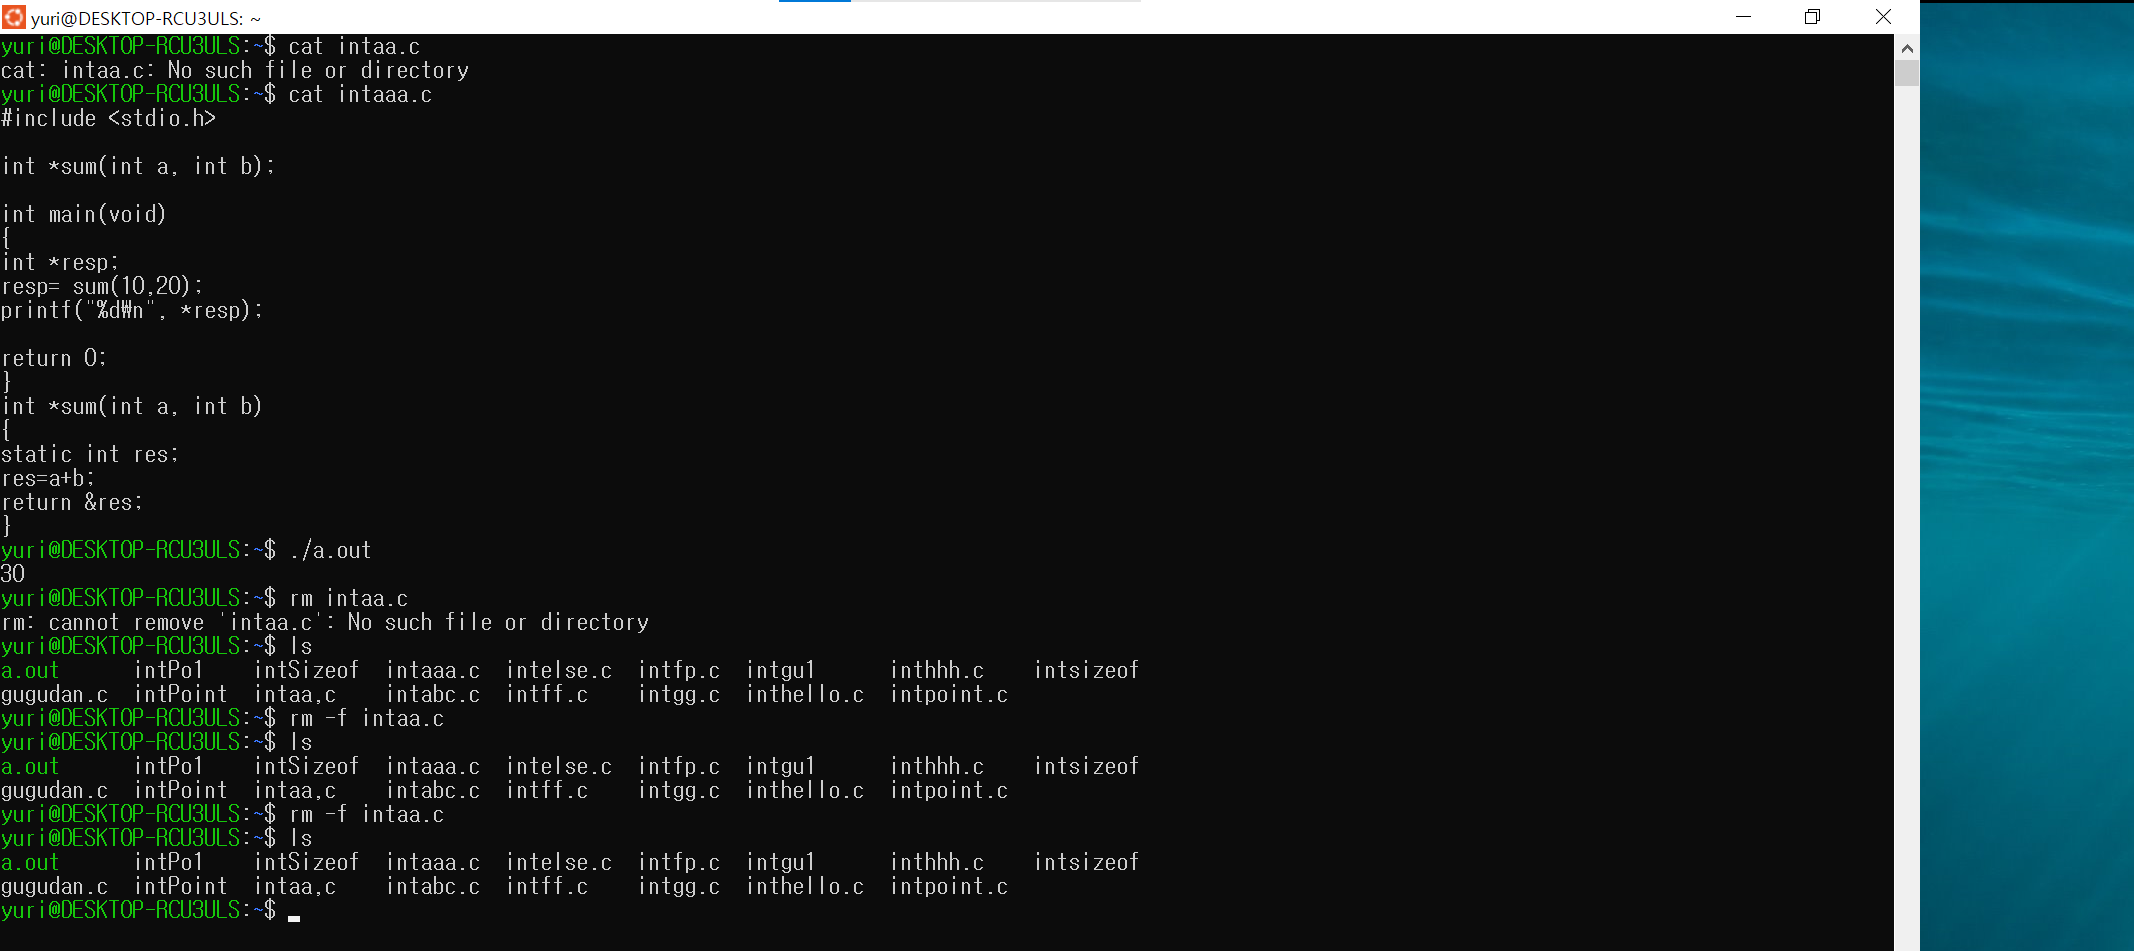 yuri@DESKTOP-RCU3ULS: ~
yuri@DESKTOP-RCU3ULS:~$ cat intaa.c
cat: intaa.c: No such file or directory
yuri@DESKTOP-RCU3ULS:~$ cat intaaa.c
#include <stdio.h>
int *sum(int a, int b);
int main(void)
{
int *resp;
resp= sum(10,20);
printf("%d₩n", *resp);
return 0;
}
int *sum(int a, int b)
{
static int res;
res=a+b;
return &res;
}
yuri@DESKTOP-RCU3ULS:~$ ./a.out
30
yuri@DESKTOP-RCU3ULS:~$ rm intaa.c
rm: cannot remove 'intaa.c': No such file or directory
yuri@DESKTOP-RCU3ULS:~$ ls
a.out intPo1 intSizeof intaaa.c intelse.c intfp.c intgu1 inthhh.c intsizeof
gugudan.c intPoint intaa,c intabc.c intff.c intgg.c inthello.c intpoint.c
yuri@DESKTOP-RCU3ULS:~$ rm -f intaa.c
yuri@DESKTOP-RCU3ULS:~$ ls
a.out intPo1 intSizeof intaaa.c intelse.c intfp.c intgu1 inthhh.c intsizeof
gugudan.c intPoint intaa,c intabc.c intff.c intgg.c inthello.c intpoint.c
yuri@DESKTOP-RCU3ULS:~$ rm -f intaa.c
yuri@DESKTOP-RCU3ULS:~$ ls
a.out intPo1 intSizeof intaaa.c intelse.c intfp.c intgu1 inthhh.c intsizeof
gugudan.c intPoint intaa,c intabc.c intff.c intgg.c inthello.c intpoint.c
yuri@DESKTOP-RCU3ULS:~$